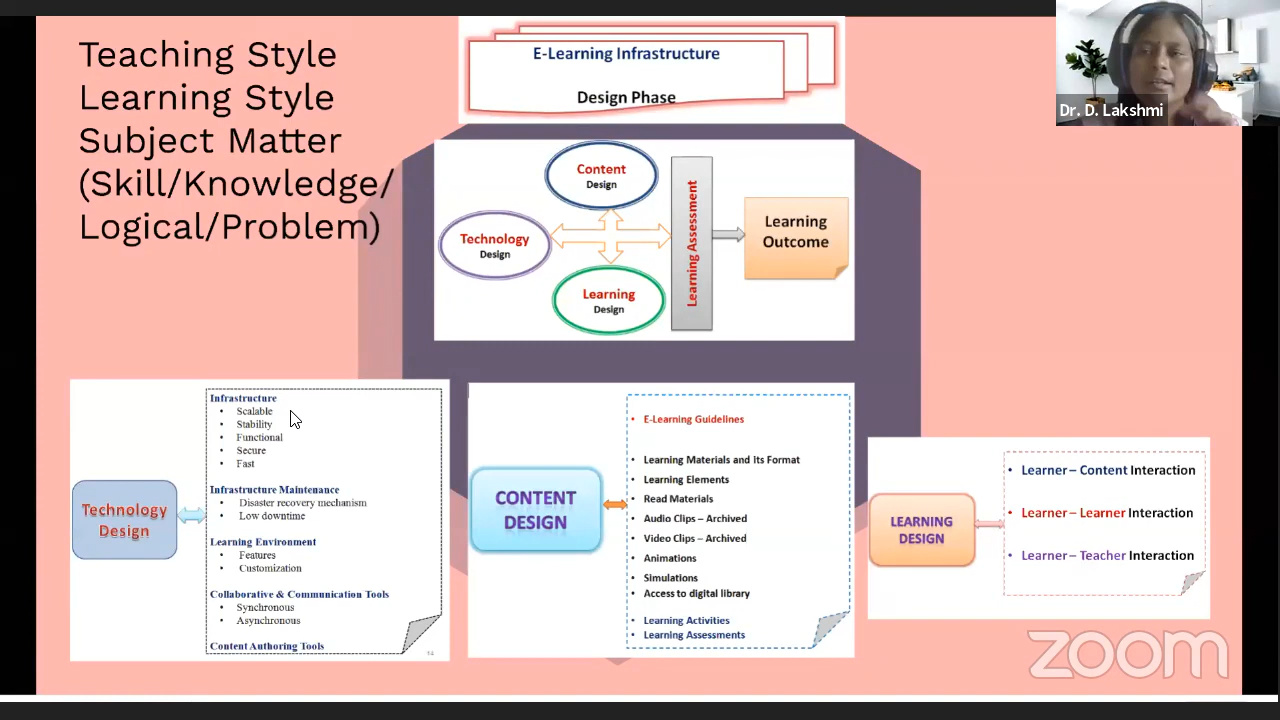 Teaching Style
Learning Style
Subject Matter
(Skill/Knowledge/
Logical/Problem)
E-Learning Infrastructure
Design Phase
Dr. D. Lakshmi
Content
Design
Technology
Design
Learning
Design
Learning Assessment
Learning
Outcome
Technology
Design
Infrastructure
• Scalable
• Stability
• Functional
• Secure
• Fast
Infrastructure Maintenance
• Disaster recovery mechanism
• Low downtime
Learning Environment
• Features
• Customization
Collaborative & Communication Tools
• Synchronous
• Asynchronous
Content Authoring Tools
14
CONTENT
DESIGN
• E-Learning Guidelines
• Learning Materials and Its Format
• Learning Elements
• Read Materials
• Audio Clips – Archived
• Video Clips – Archived
• Animations
• Simulations
• Access to digital library
• Learning Activities
• Learning Assessments
LEARNING
DESIGN
• Learner – Content Interaction
• Learner – Learner Interaction
• Learner – Teacher Interaction
zoom